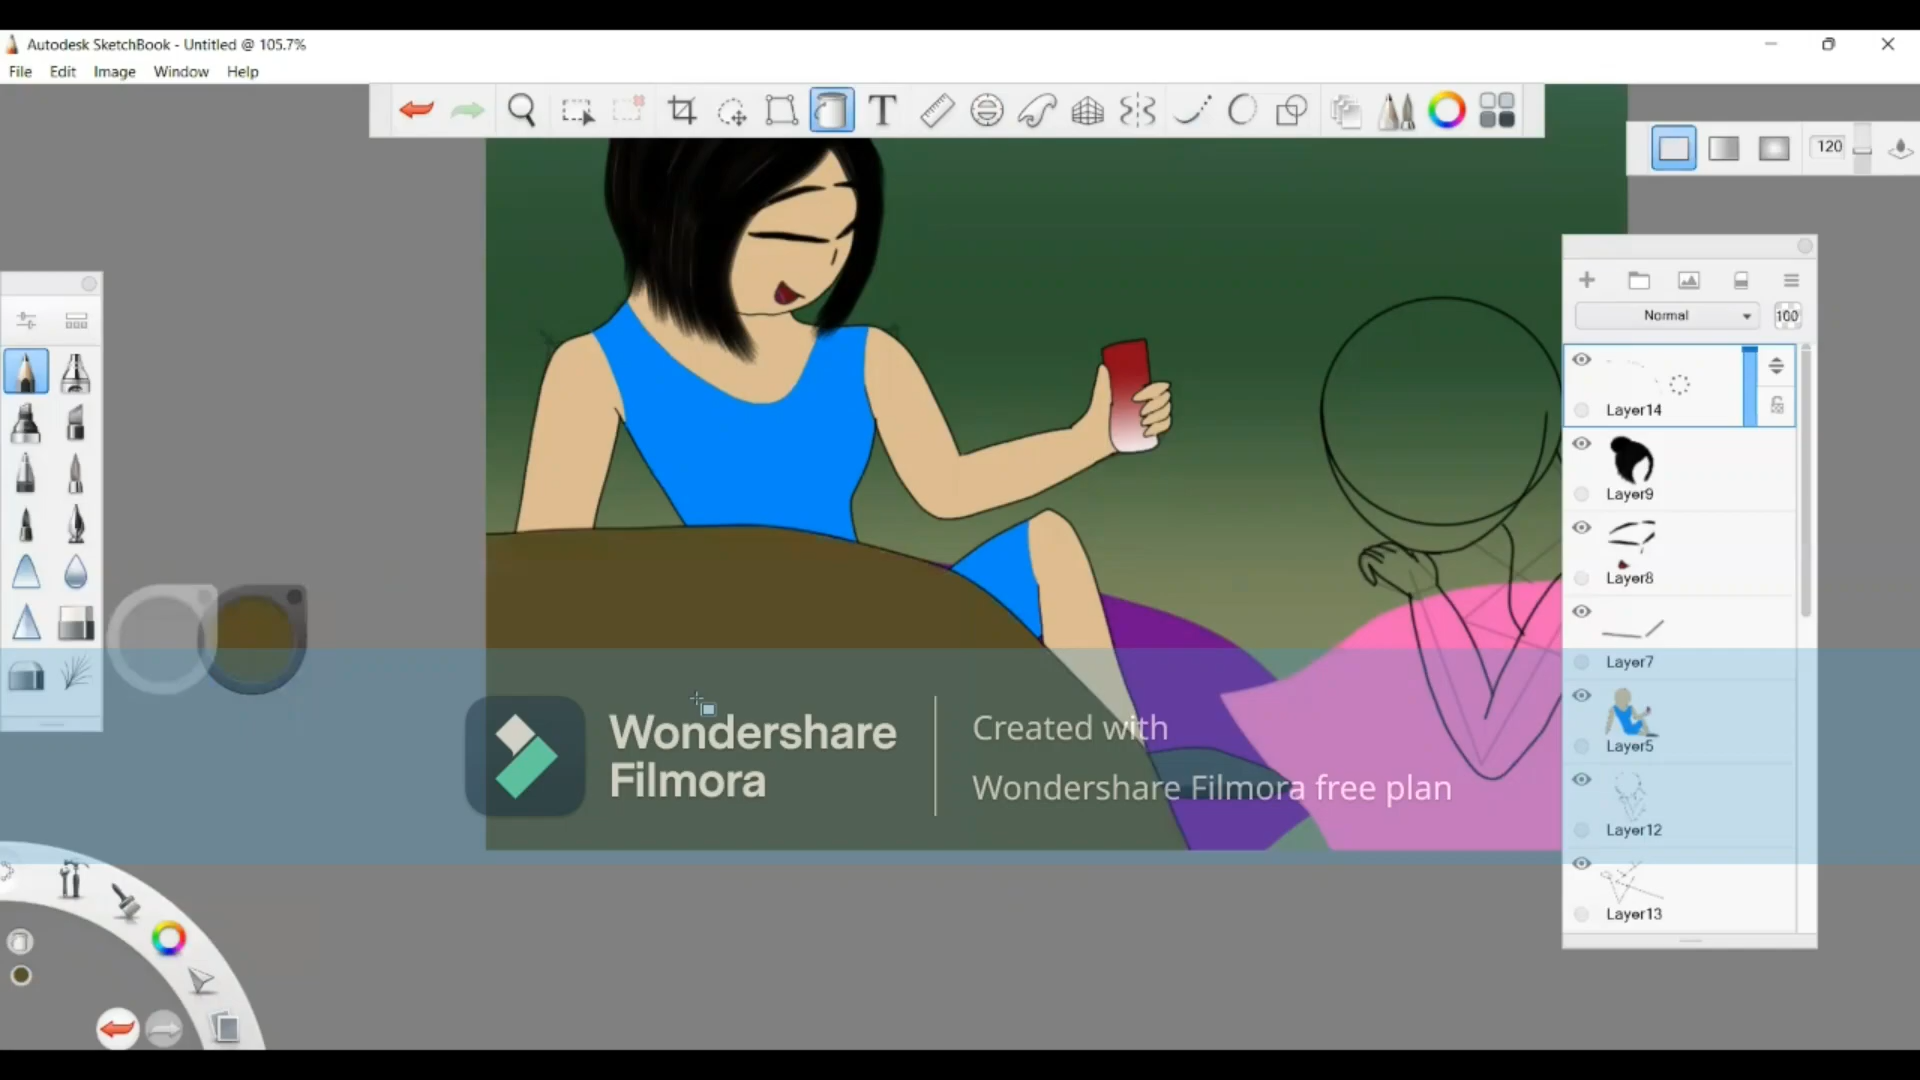 Autodesk SketchBook - Untitled @ 105.7%
File Edit Image Window Help
T
120
Normal 100
Layer14
Layer9
Layer8
Layer7
Layer5
Layer12
Layer13
Wondershare
Filmora
Created with
Wondershare Filmora free plan